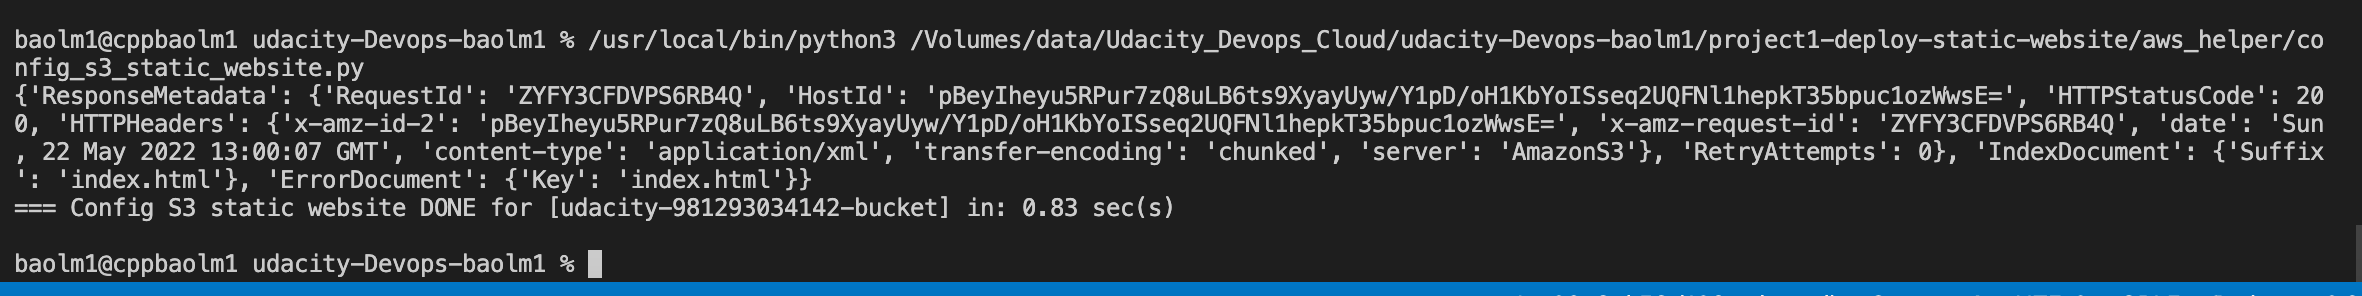 baolm1@cppbaolm1 udacity-Devops-baolm1 % /usr/local/bin/python3 /Volumes/data/Udacity_Devops_Cloud/udacity-Devops-baolm1/project1-deploy-static-website/aws_helper/co
nfig_s3_static_website.py
{'ResponseMetadata': {'RequestId': 'ZYFY3CFDVPS6RB4Q', 'HostId': 'pBeyIheyu5RPur7zQ8uLB6ts9XyayUyw/Y1pD/oH1KbYoISseq2UQFNl1hepkT35bpuc1ozWwsE=', 'HTTPStatusCode': 20
0, 'HTTPHeaders': {'x-amz-id-2': 'pBeyIheyu5RPur7zQ8uLB6ts9XyayUyw/Y1pD/oH1KbYoISseq2UQFNl1hepkT35bpuc1ozWwsE=', 'x-amz-request-id': 'ZYFY3CFDVPS6RB4Q', 'date': 'Sun
, 22 May 2022 13:00:07 GMT', 'content-type': 'application/xml', 'transfer-encoding': 'chunked', 'server': 'AmazonS3'}, 'RetryAttempts': 0}, 'IndexDocument': {'Suffix
': 'index.html'}, 'ErrorDocument': {'Key': 'index.html'}}
=== Config S3 static website DONE for [udacity-981293034142-bucket] in: 0.83 sec(s)
baolm1@cppbaolm1 udacity-Devops-baolm1 %